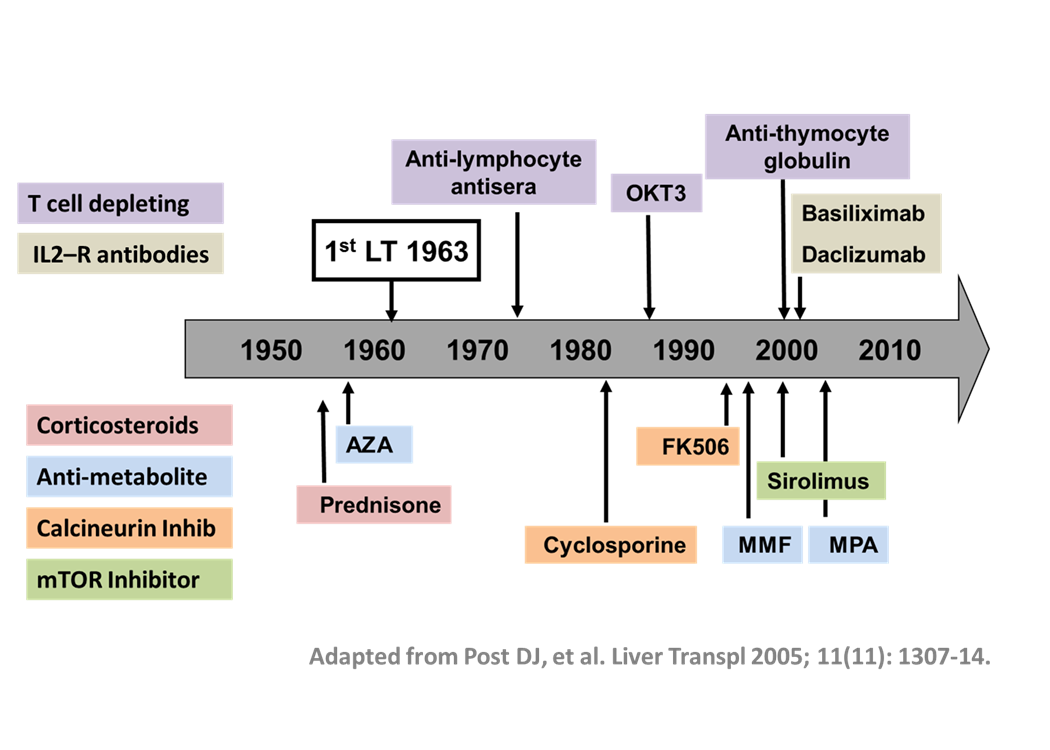 Anti-thymocyte
globulin
Anti-lymphocyte
antisera
OKT3
T cell depleting
IL2–R antibodies
Basiliximab
Daclizumab
1st LT 1963
1950 1960 1970 1980 1990 2000 2010
Corticosteroids
Anti-metabolite
Calcineurin Inhib
mTOR Inhibitor
AZA
Prednisone
FK506
Sirolimus
Cyclosporine
MMF
MPA
Adapted from Post DJ, et al. Liver Transpl 2005; 11(11): 1307-14.